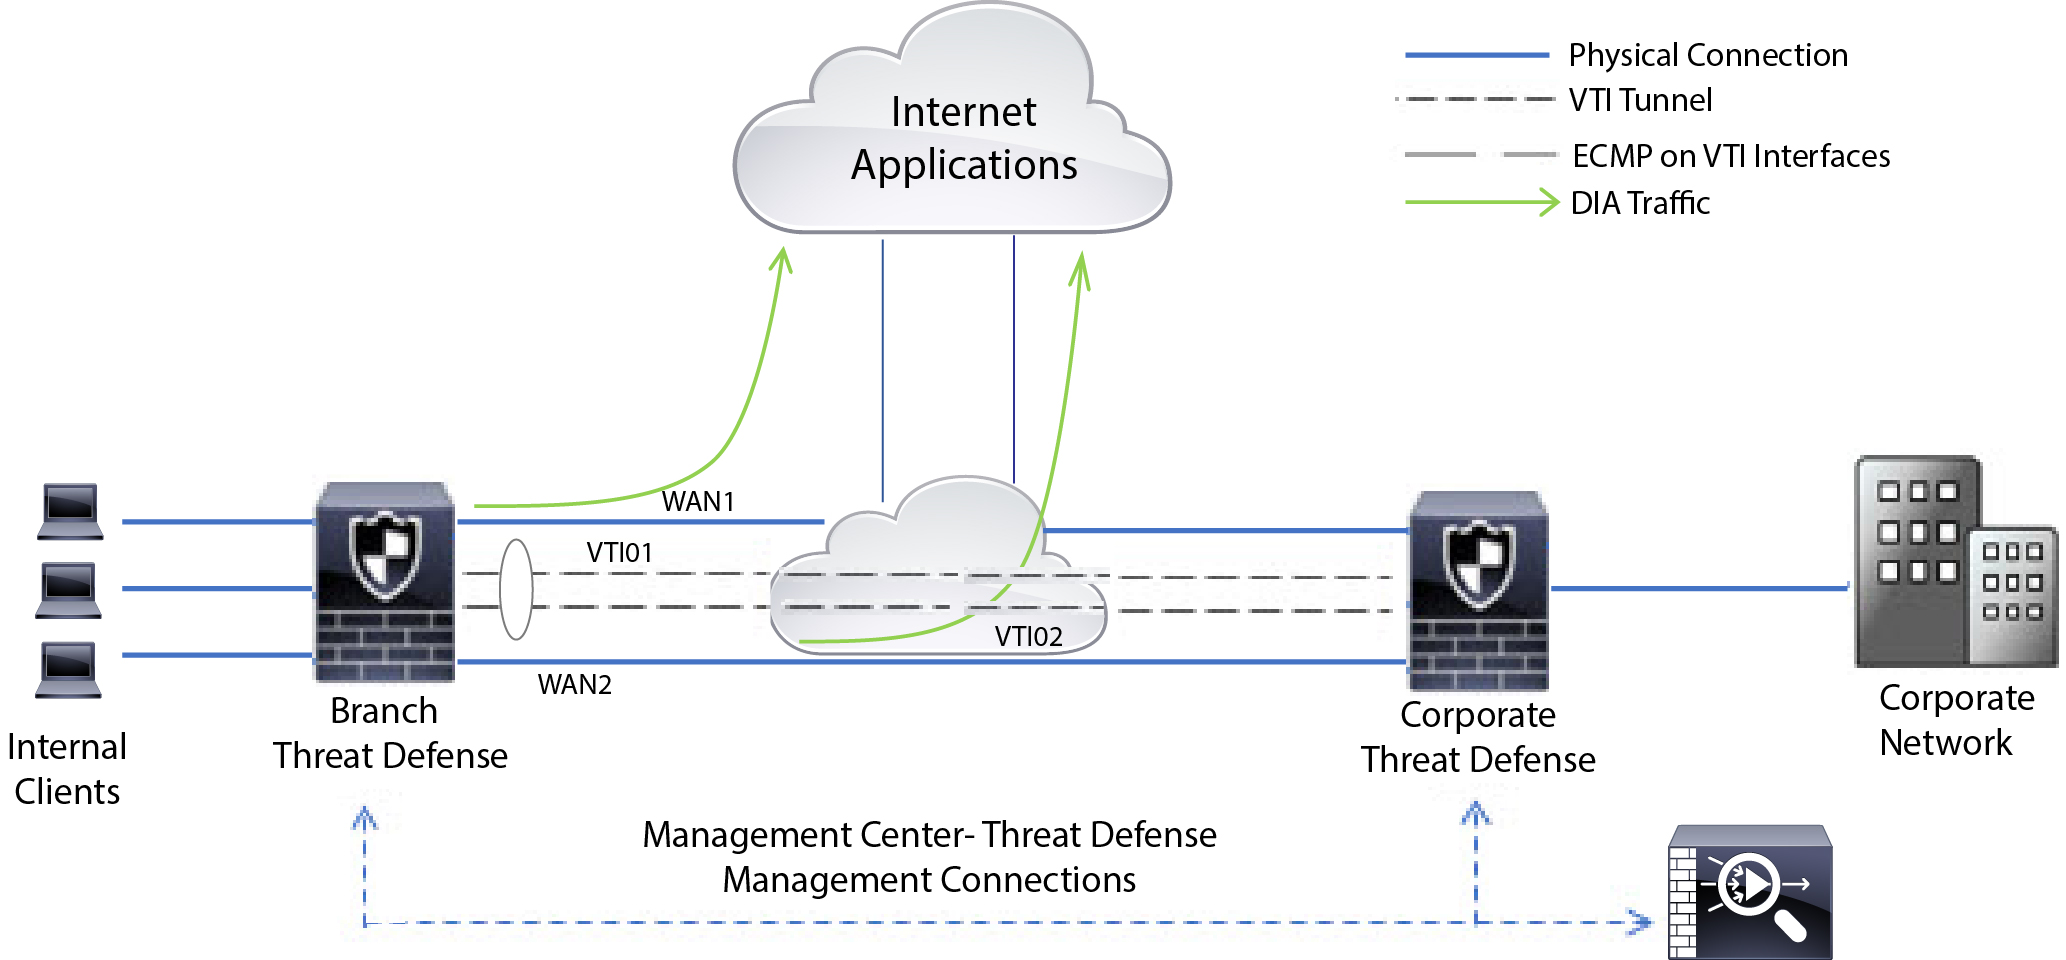 Internet
Applications
Physical Connection
VTI Tunnel
ECMP on VTI Interfaces
DIA Traffic
WAN1
VTI01
VTI02
WAN2
Internal
Clients
Branch
Threat Defense
Corporate
Threat Defense
Corporate
Network
Management Center- Threat Defense
Management Connections